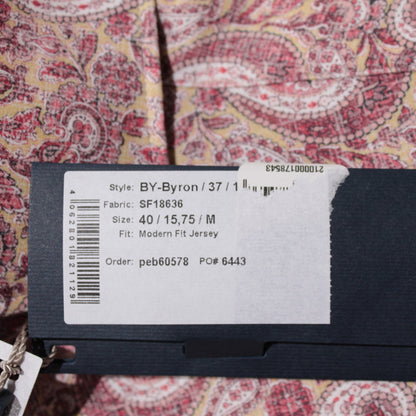 210000178543
Style: BY-Byron / 37 / 1
Fabric: SF18636
Size: 40 / 15,75 / M
Fit: Modern Fit Jersey
Order: peb60578 PO# 6443